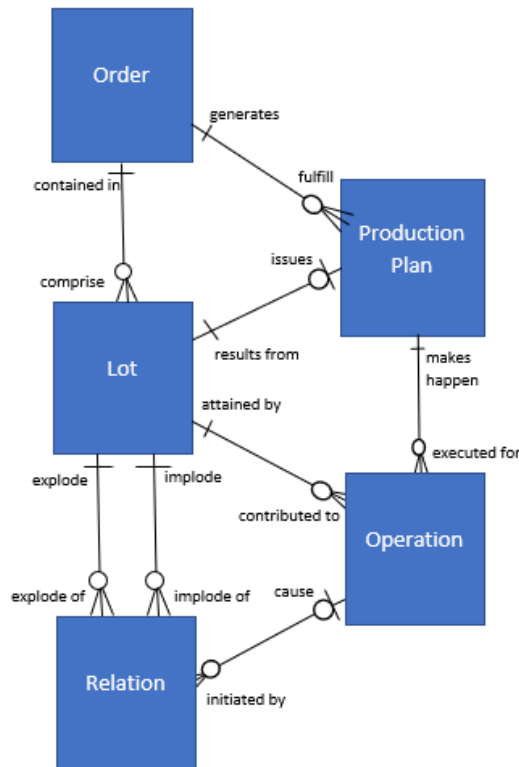 Order
generates
contained in
fulfill
Production
Plan
issues
comprise
results from
Lot
makes
happen
attained by
executed for
explode
implode
contributed to
Operation
cause
explode of
implode of
initiated by
Relation